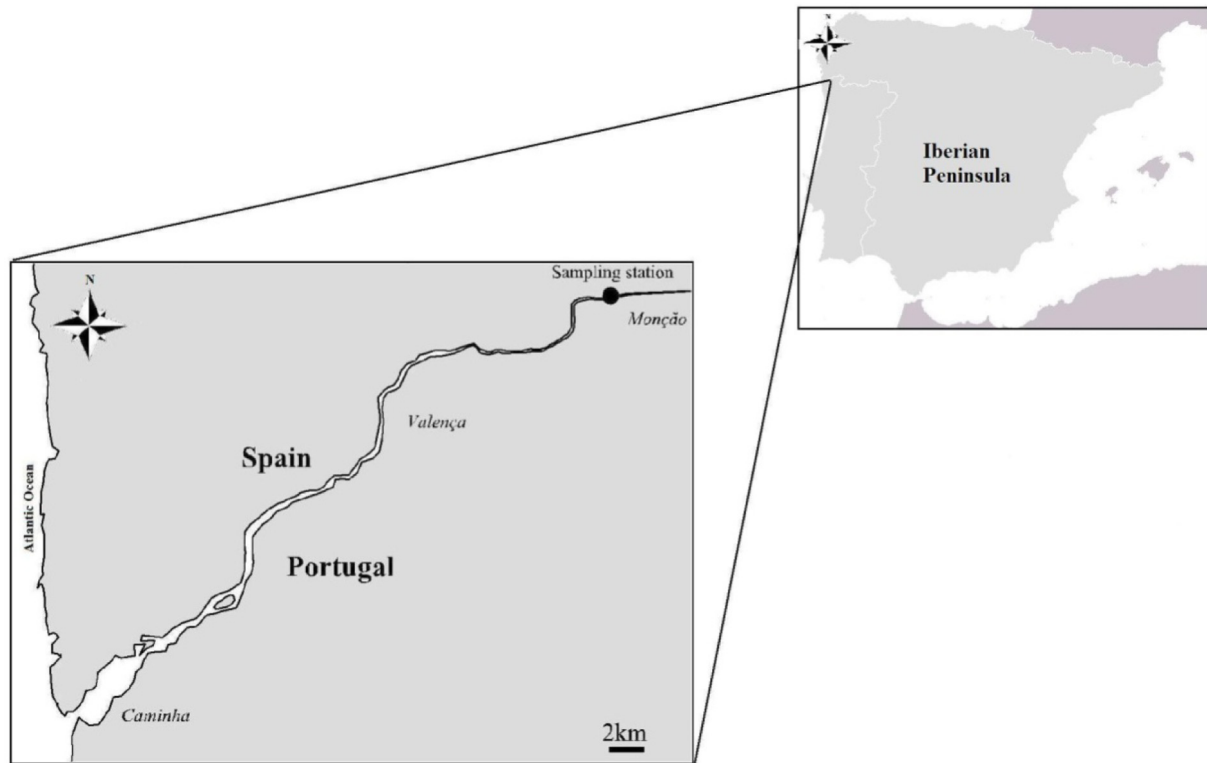 N
Iberian
Peninsula
N
Sampling station
Monção
Valença
Spain
Atlantic Ocean
Portugal
Caminha
2km